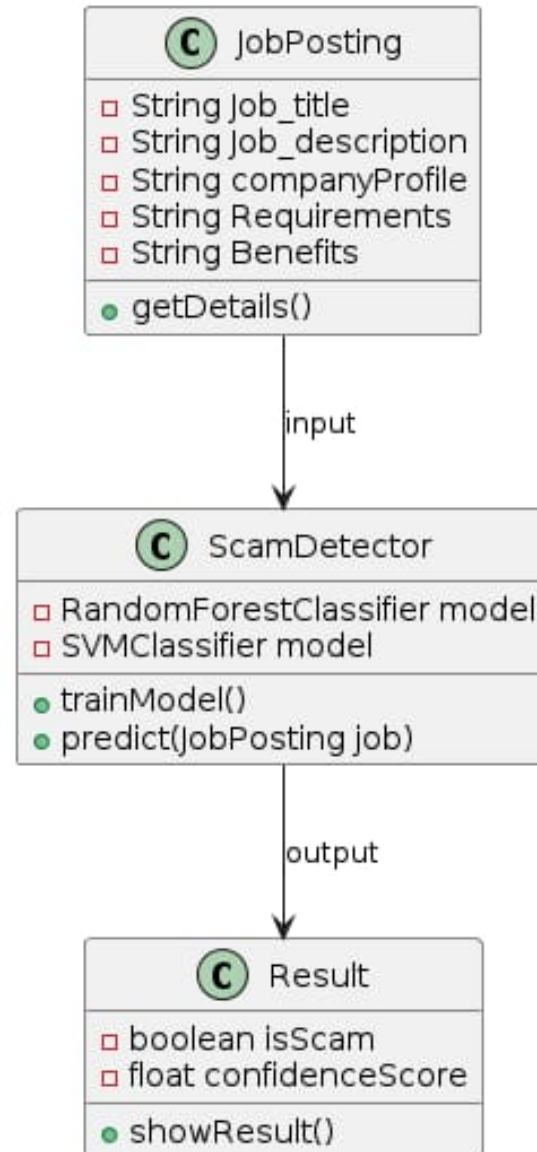 C JobPosting
String Job_title
String Job_description
String companyProfile
String Requirements
String Benefits
getDetails()
input
C ScamDetector
RandomForestClassifier model
SVMClassifier model
trainModel()
predict(JobPosting job)
output
C Result
boolean isScam
float confidenceScore
showResult()